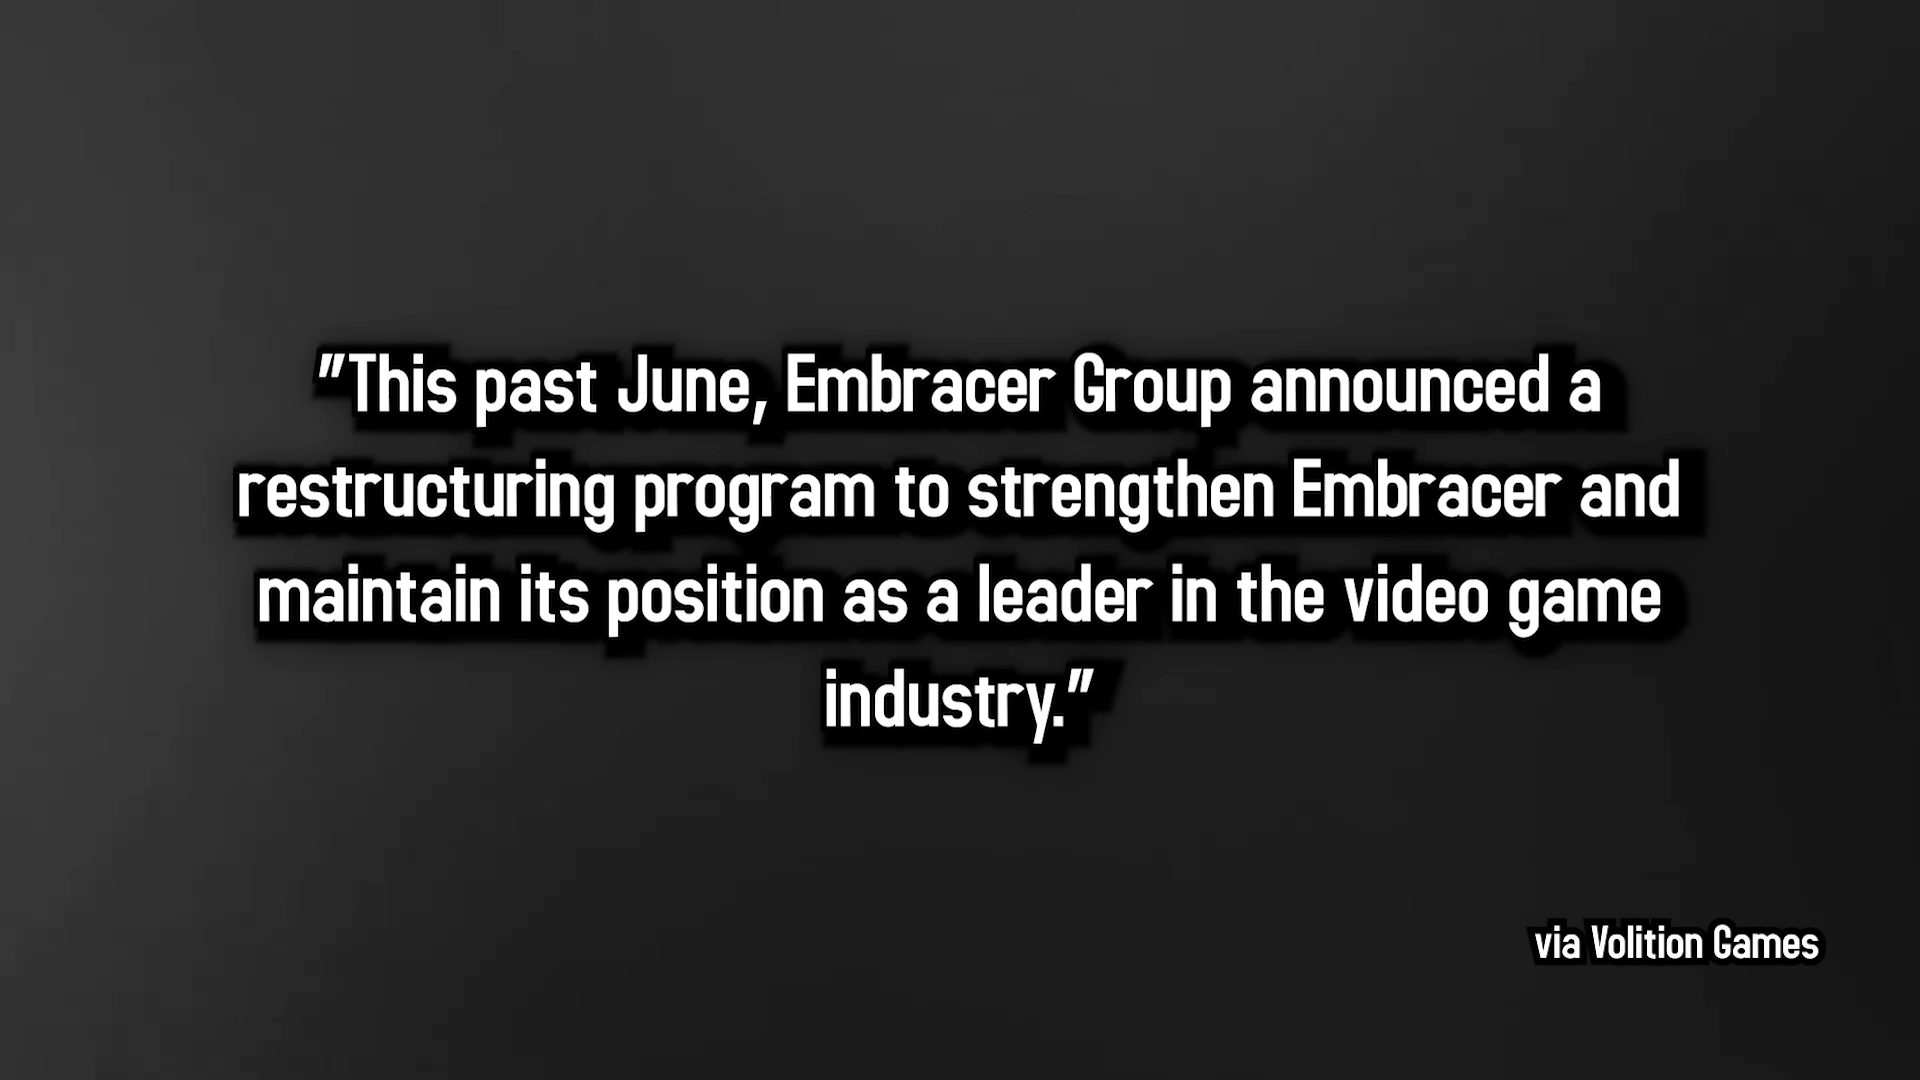 "This past June, Embracer Group announced a
restructuring program to strengthen Embracer and
maintain its position as a leader in the video game
industry."
via Volition Games